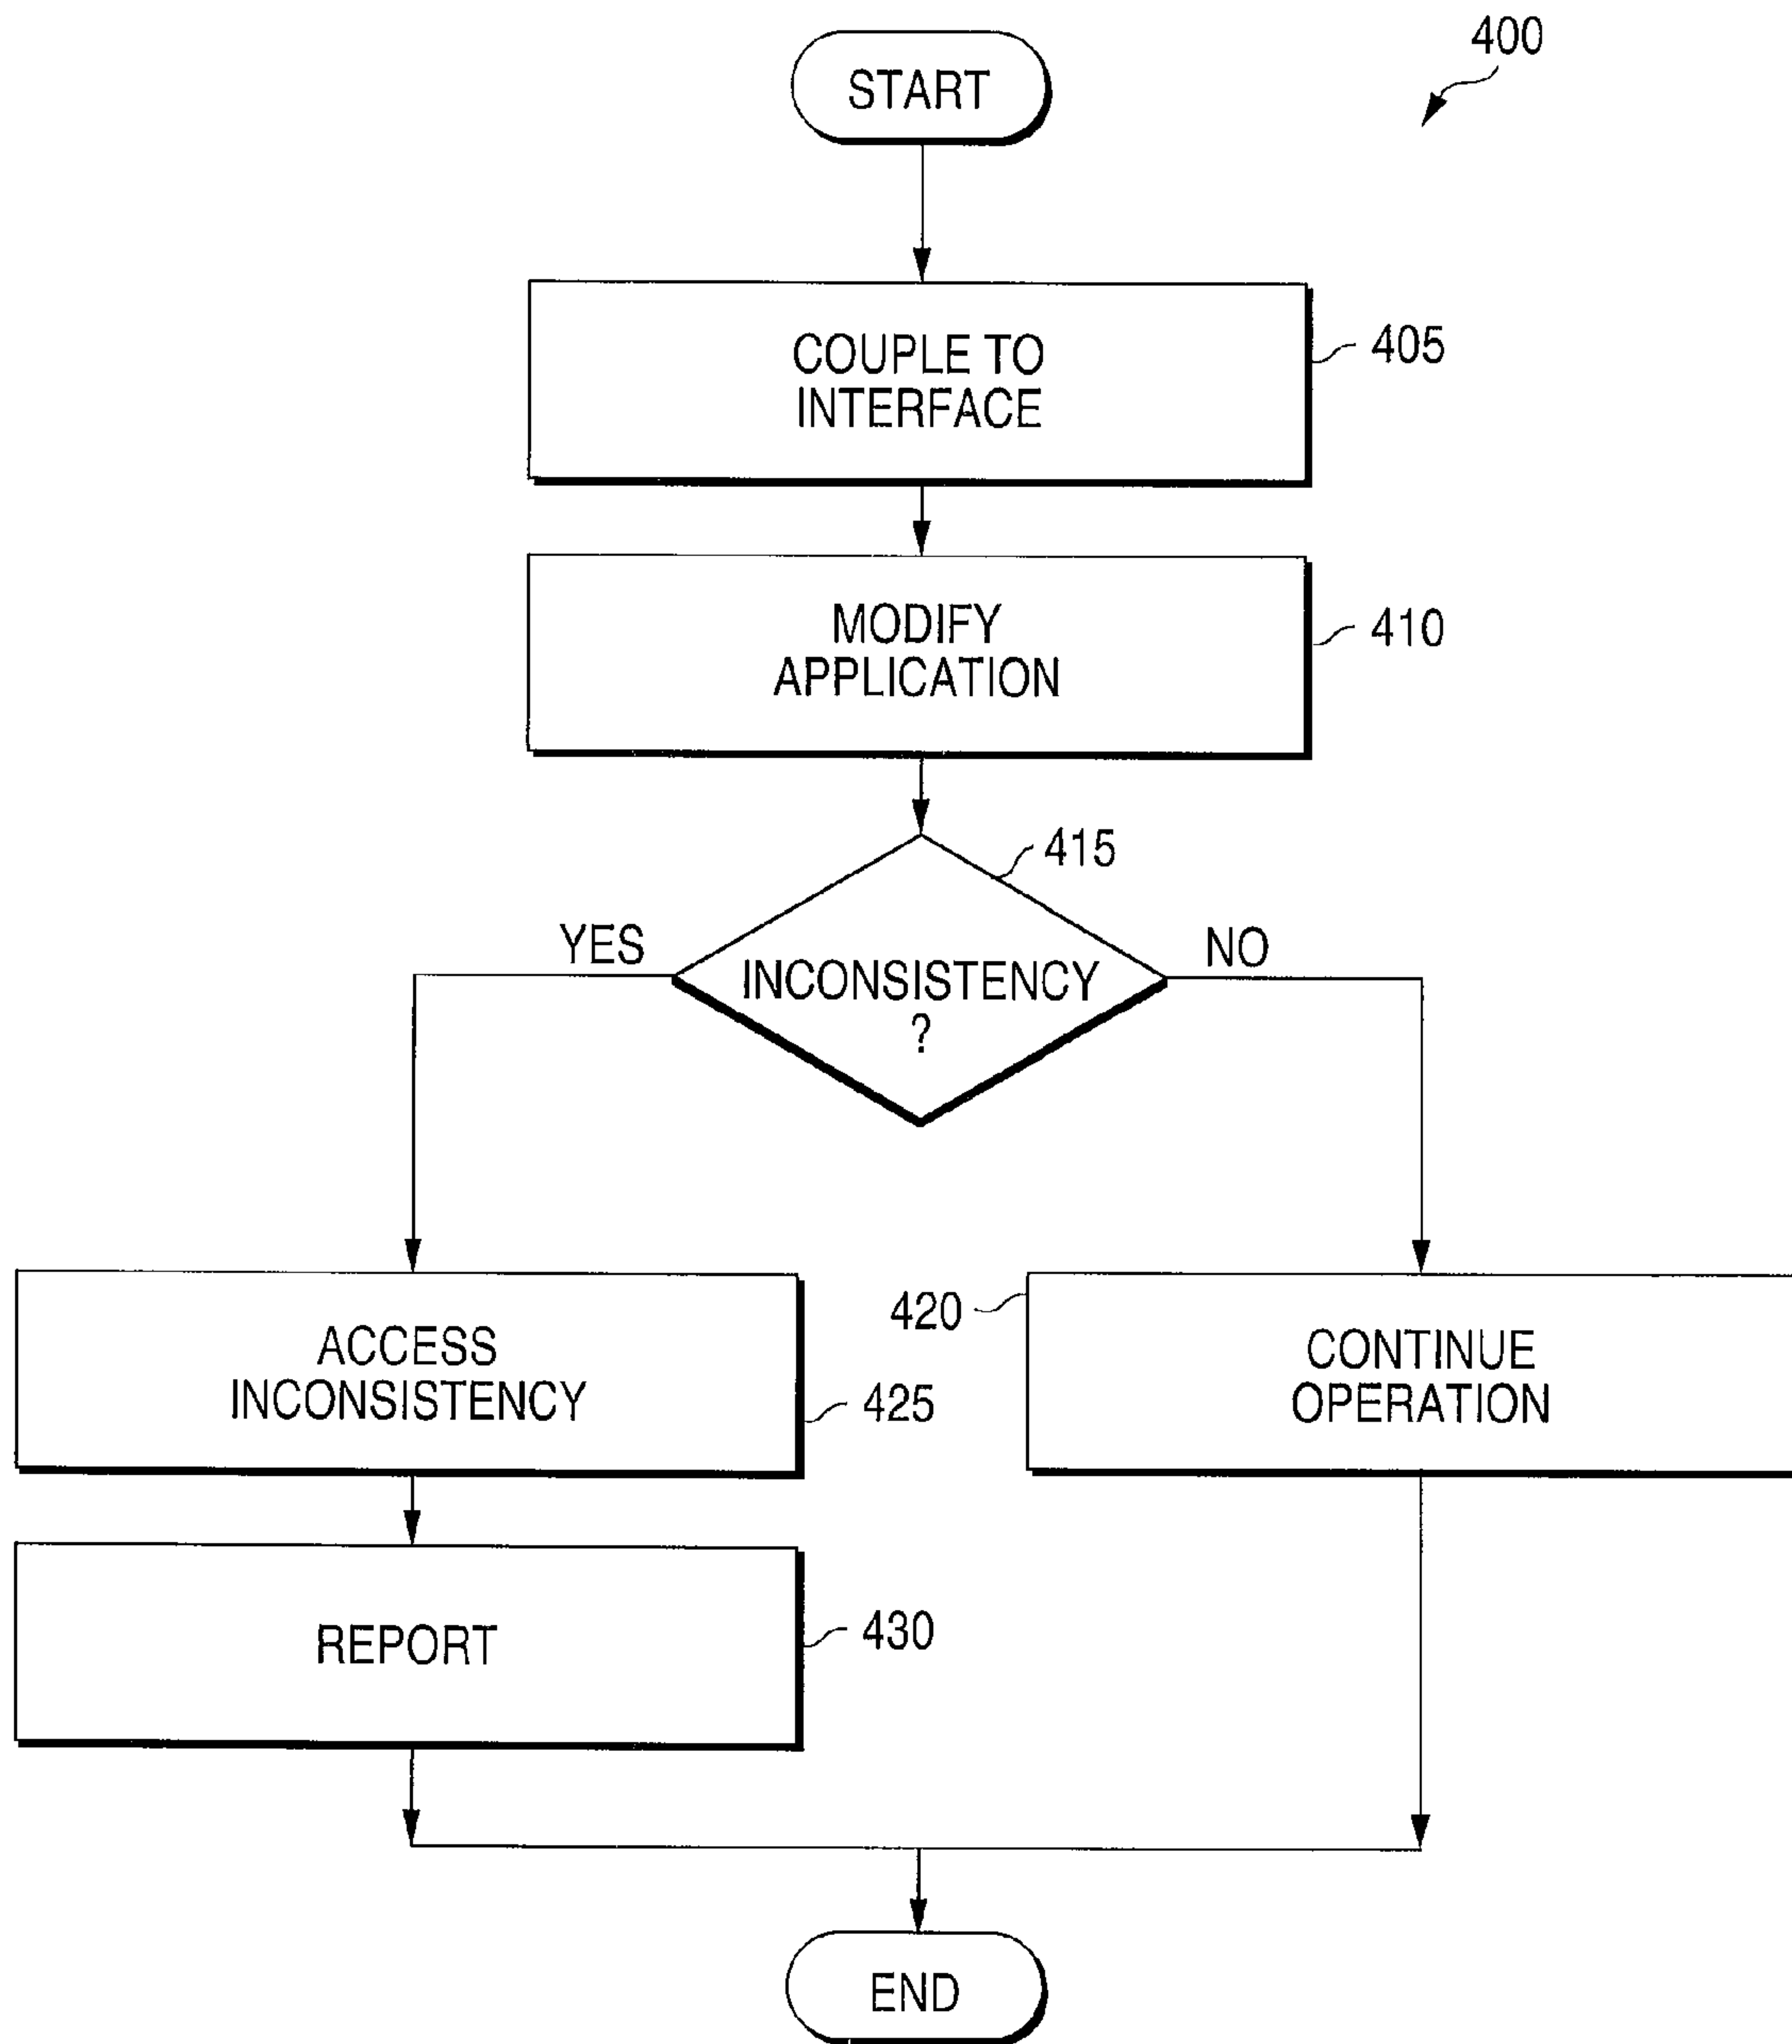 400
START
COUPLE TO
INTERFACE
405
MODIFY
APPLICATION
410
415
YES
NO
INCONSISTENCY
?
ACCESS
INCONSISTENCY
425
420
CONTINUE
OPERATION
REPORT
430
END